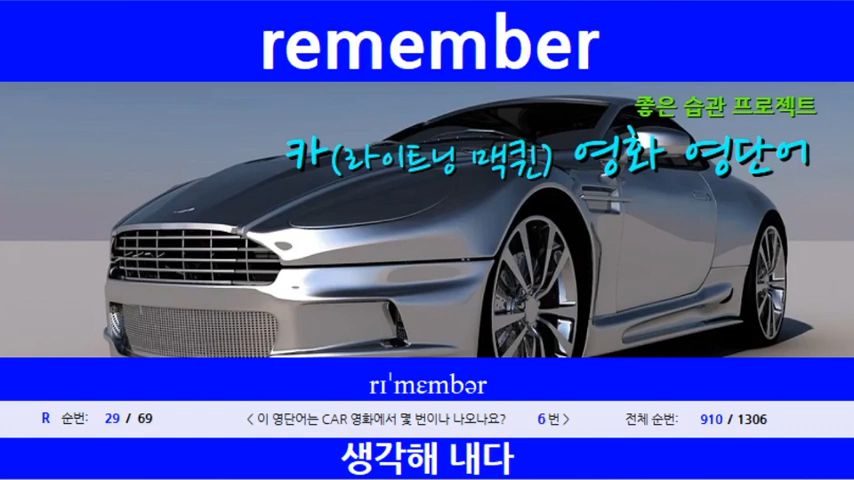 remember
좋은 습관 프로젝트
카(라이트닝 맥퀸) 영화 영단어
rɪˈmɛmbər
R 순번: 29 / 69 < 이 영단어는 CAR 영화에서 몇 번이나 나오나요? 6번 > 전체 순번: 910 / 1306
생각해 내다